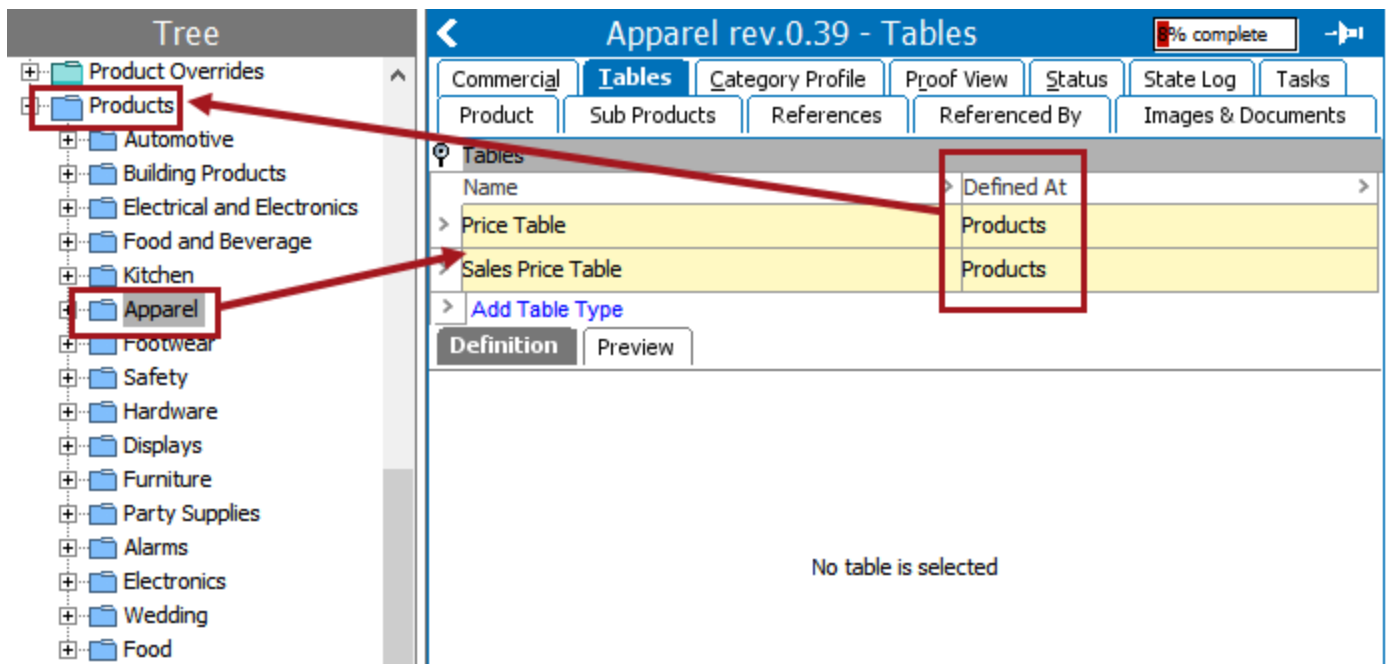 Tree
Product Overrides
Products
Automotive
Building Products
Electrical and Electronics
Food and Beverage
Kitchen
Apparel
Footwear
Safety
Hardware
Displays
Furniture
Party Supplies
Alarms
Electronics
Wedding
Food
Apparel rev.0.39 - Tables
8% complete
Commercial Tables Category Profile Proof View Status State Log Tasks
Product Sub Products References Referenced By Images & Documents
Tables
Name > Defined At >
> Price Table Products
> Sales Price Table Products
> Add Table Type
Definition Preview
No table is selected